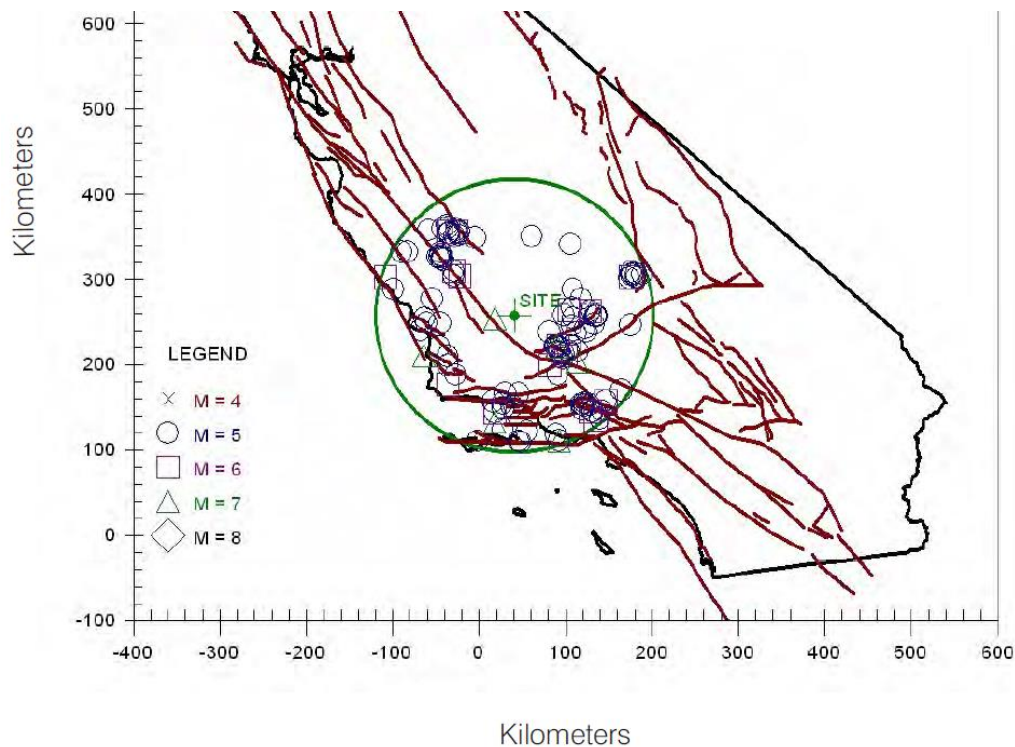 Kilometers
600
500
400
300
200
100
0
-100
SITE
LEGEND
M = 4
M = 5
M = 6
M = 7
M = 8
-400 -300 -200 -100 0 100 200 300 400 500 600
Kilometers